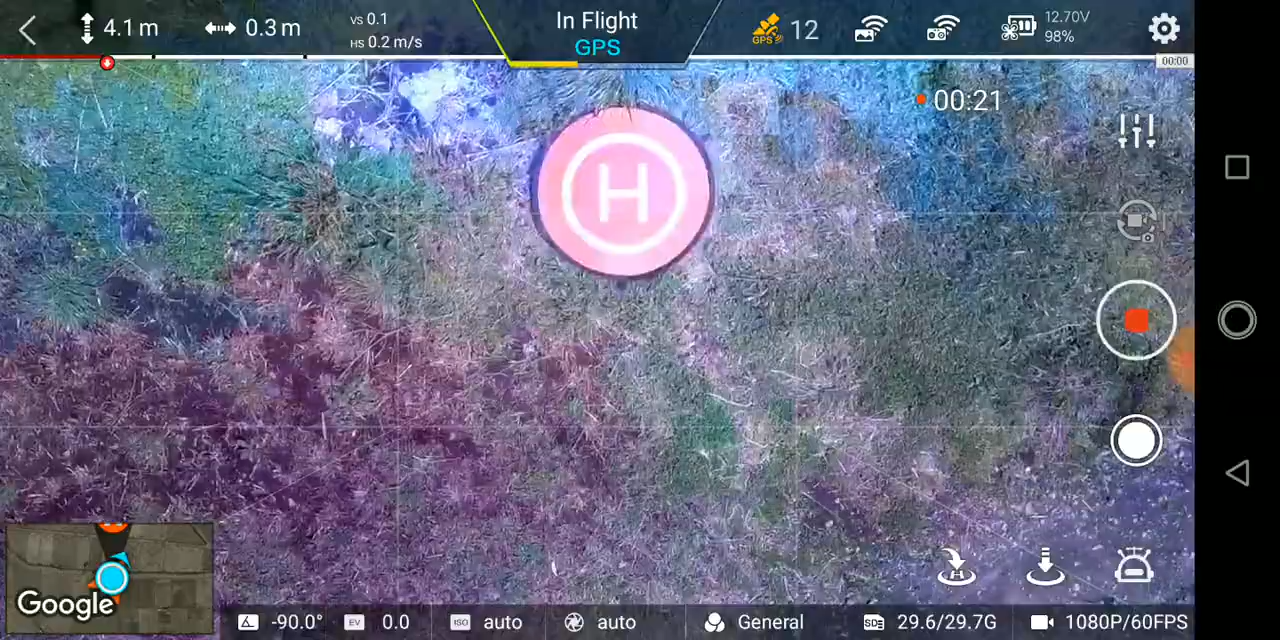 4.1 m
0.3 m
VS 0.1
HS 0.2 m/s
In Flight
GPS
GPS
12
12.70V
98%
00:00
00:21
H
H
Google
-90.0°
EV
0.0
ISO
auto
auto
General
SD
29.6/29.7G
1080P/60FPS